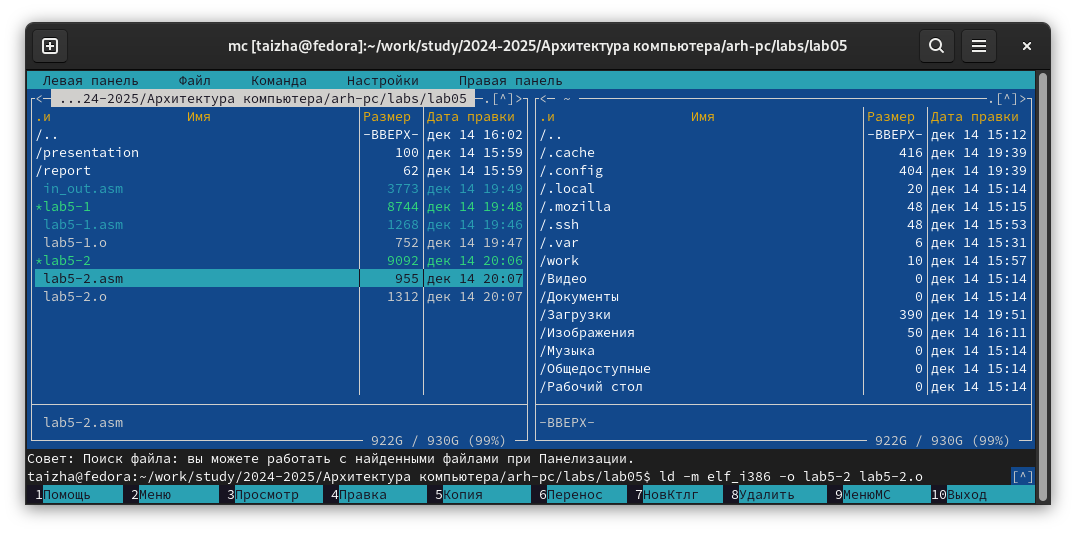 mc [taizha@fedora]:~/work/study/2024-2025/Архитектура компьютера/arh-pc/labs/lab05
Левая панель Файл Команда Настройки Правая панель
<— ...24-2025/Архитектура компьютера/arh-pc/labs/lab05 .[^]> <— ~ .[^]>
.и Имя Размер Дата правки .и Имя Размер Дата правки
/.. -ВВЕРХ- дек 14 16:02 /.. -ВВЕРХ- дек 14 15:12
/presentation 100 дек 14 15:59 /.cache 416 дек 14 19:39
/report 62 дек 14 15:59 /.config 404 дек 14 19:39
in_out.asm 3773 дек 14 19:49 /.local 20 дек 14 15:14
*lab5-1 8744 дек 14 19:48 /.mozilla 48 дек 14 15:15
lab5-1.asm 1268 дек 14 19:46 /.ssh 48 дек 14 15:53
lab5-1.o 752 дек 14 19:47 /.var 6 дек 14 15:31
*lab5-2 9092 дек 14 20:06 /work 10 дек 14 15:57
lab5-2.asm 955 дек 14 20:07 /Видео 0 дек 14 15:14
lab5-2.o 1312 дек 14 20:07 /Документы 0 дек 14 15:14
/Загрузки 390 дек 14 19:51
/Изображения 50 дек 14 16:11
/Музыка 0 дек 14 15:14
/Общедоступные 0 дек 14 15:14
/Рабочий стол 0 дек 14 15:14
lab5-2.asm -ВВЕРХ-
922G / 930G (99%) 922G / 930G (99%)
Совет: Поиск файла: вы можете работать с найденными файлами при Панелизации.
taizha@fedora:~/work/study/2024-2025/Архитектура компьютера/arh-pc/labs/lab05$ ld -m elf_i386 -o lab5-2 lab5-2.o [^]
1Помощь 2Меню 3Просмотр 4Правка 5Копия 6Перенос 7НовКтлг 8Удалить 9МенюМС 10Выход